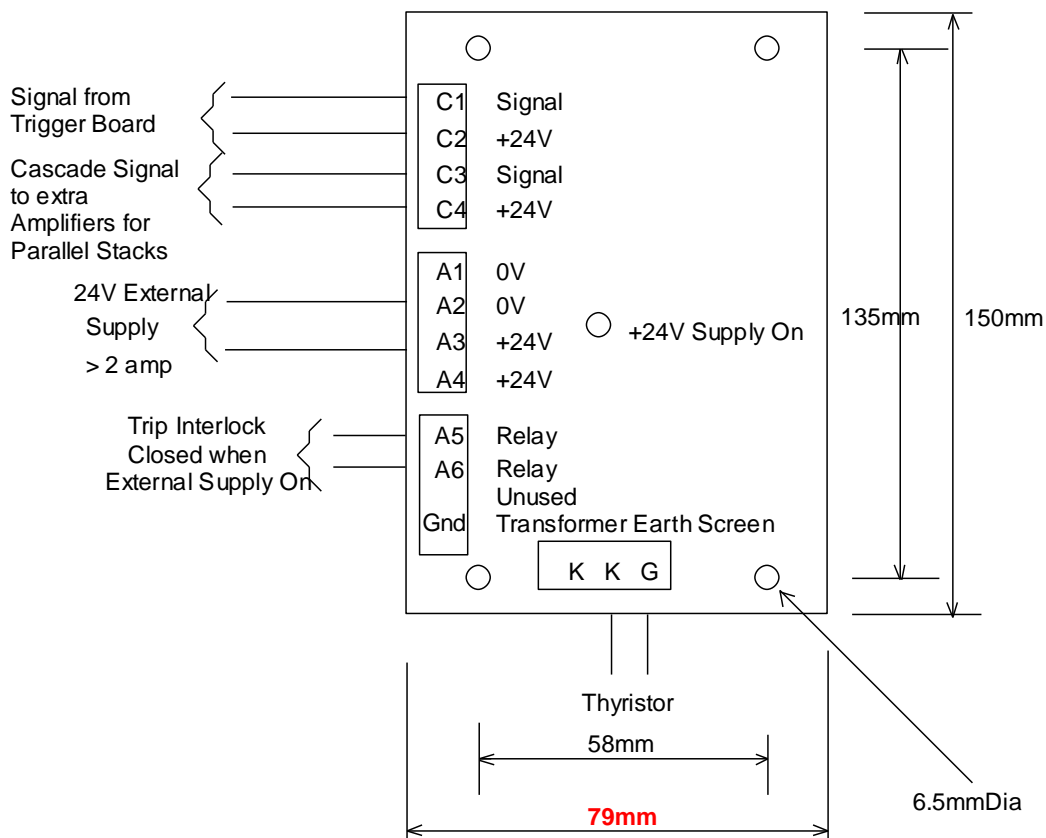 Signal from
Trigger Board
Cascade Signal
to extra
Amplifiers for
Parallel Stacks
24V External
Supply
> 2 amp
Trip Interlock
Closed when
External Supply On
C1 Signal
C2 +24V
C3 Signal
C4 +24V
A1 0V
A2 0V
A3 +24V
A4 +24V
+24V Supply On
A5 Relay
A6 Relay
Unused
Gnd Transformer Earth Screen
K K G
135mm
150mm
Thyristor
58mm
79mm
6.5mmDia